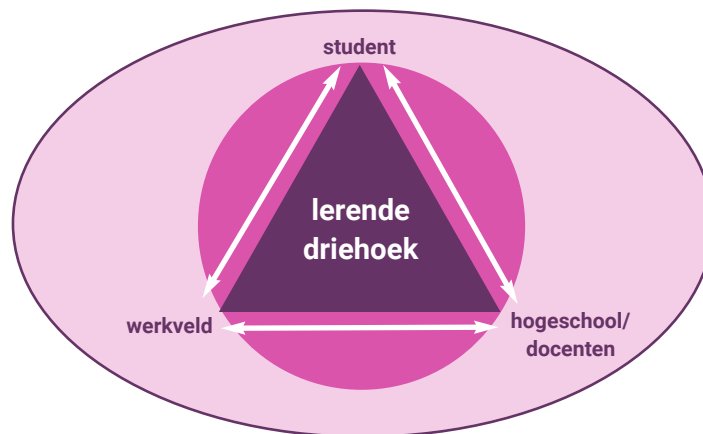 student
lerende
driehoek
werkveld
hogeschool/
docenten